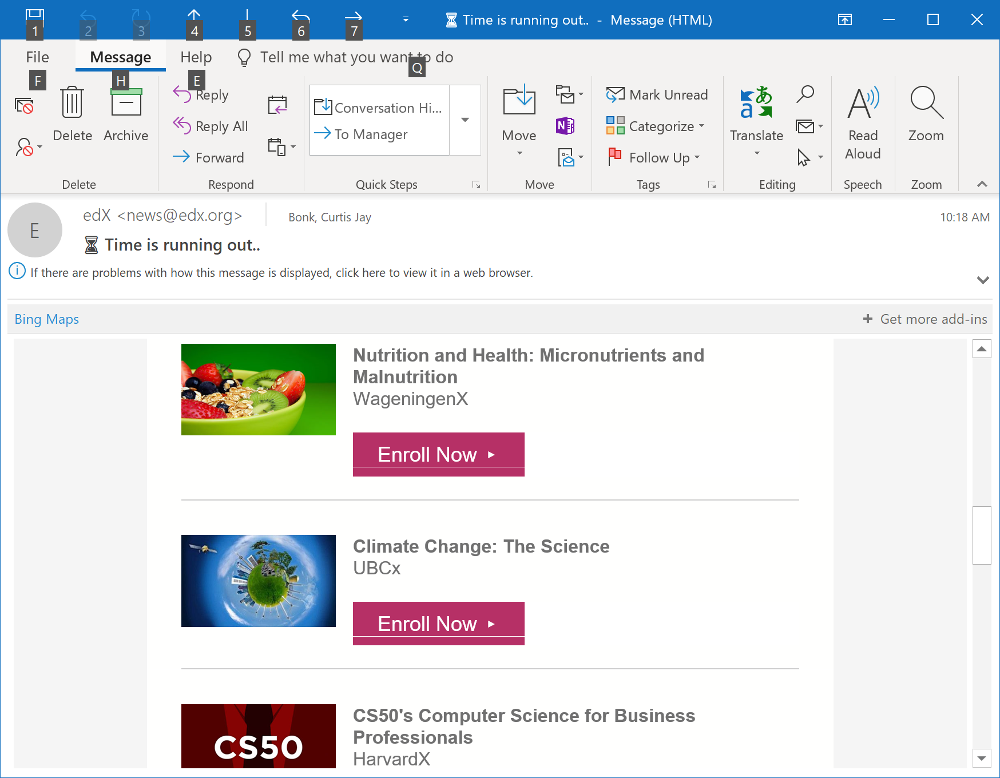 1 2 3 4 5 6 7
Time is running out.. - Message (HTML)
File Message Help Tell me what you want to do
F H E Q
Delete Archive
Reply
Reply All
Forward
Conversation Hi...
To Manager
Move
N
Mark Unread
Categorize
Follow Up
a あ
Translate
A
Read
Aloud
Zoom
Delete Respond Quick Steps Move Tags Editing Speech Zoom
E
edX <news@edx.org> Bonk, Curtis Jay 10:18 AM
Time is running out..
i If there are problems with how this message is displayed, click here to view it in a web browser.
Bing Maps + Get more add-ins
Nutrition and Health: Micronutrients and
Malnutrition
WageningenX
Enroll Now
Climate Change: The Science
UBCx
Enroll Now
CS50
CS50's Computer Science for Business
Professionals
HarvardX